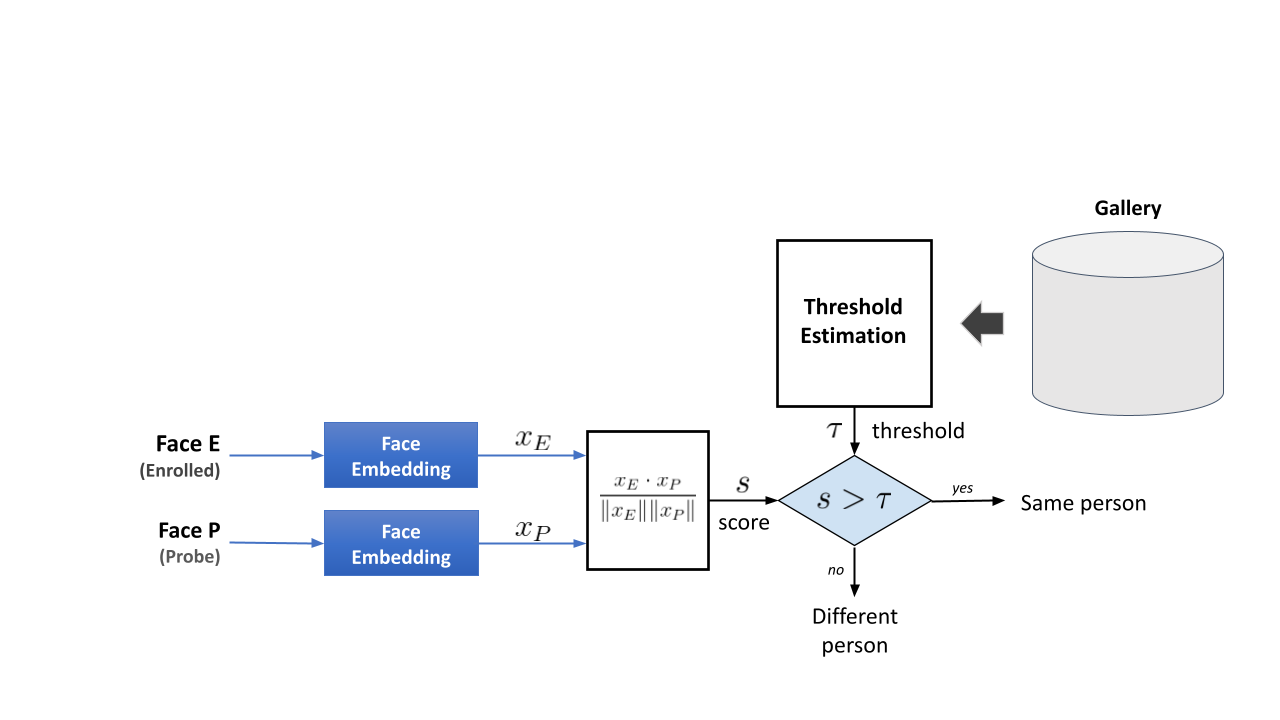 Gallery
Threshold
Estimation
τ threshold
Face E
(Enrolled)
Face
Embedding
x_E
Face P
(Probe)
Face
Embedding
x_P
x_E · x_P
‖x_E‖‖x_P‖
s
score
s > τ
yes
Same person
no
Different
person